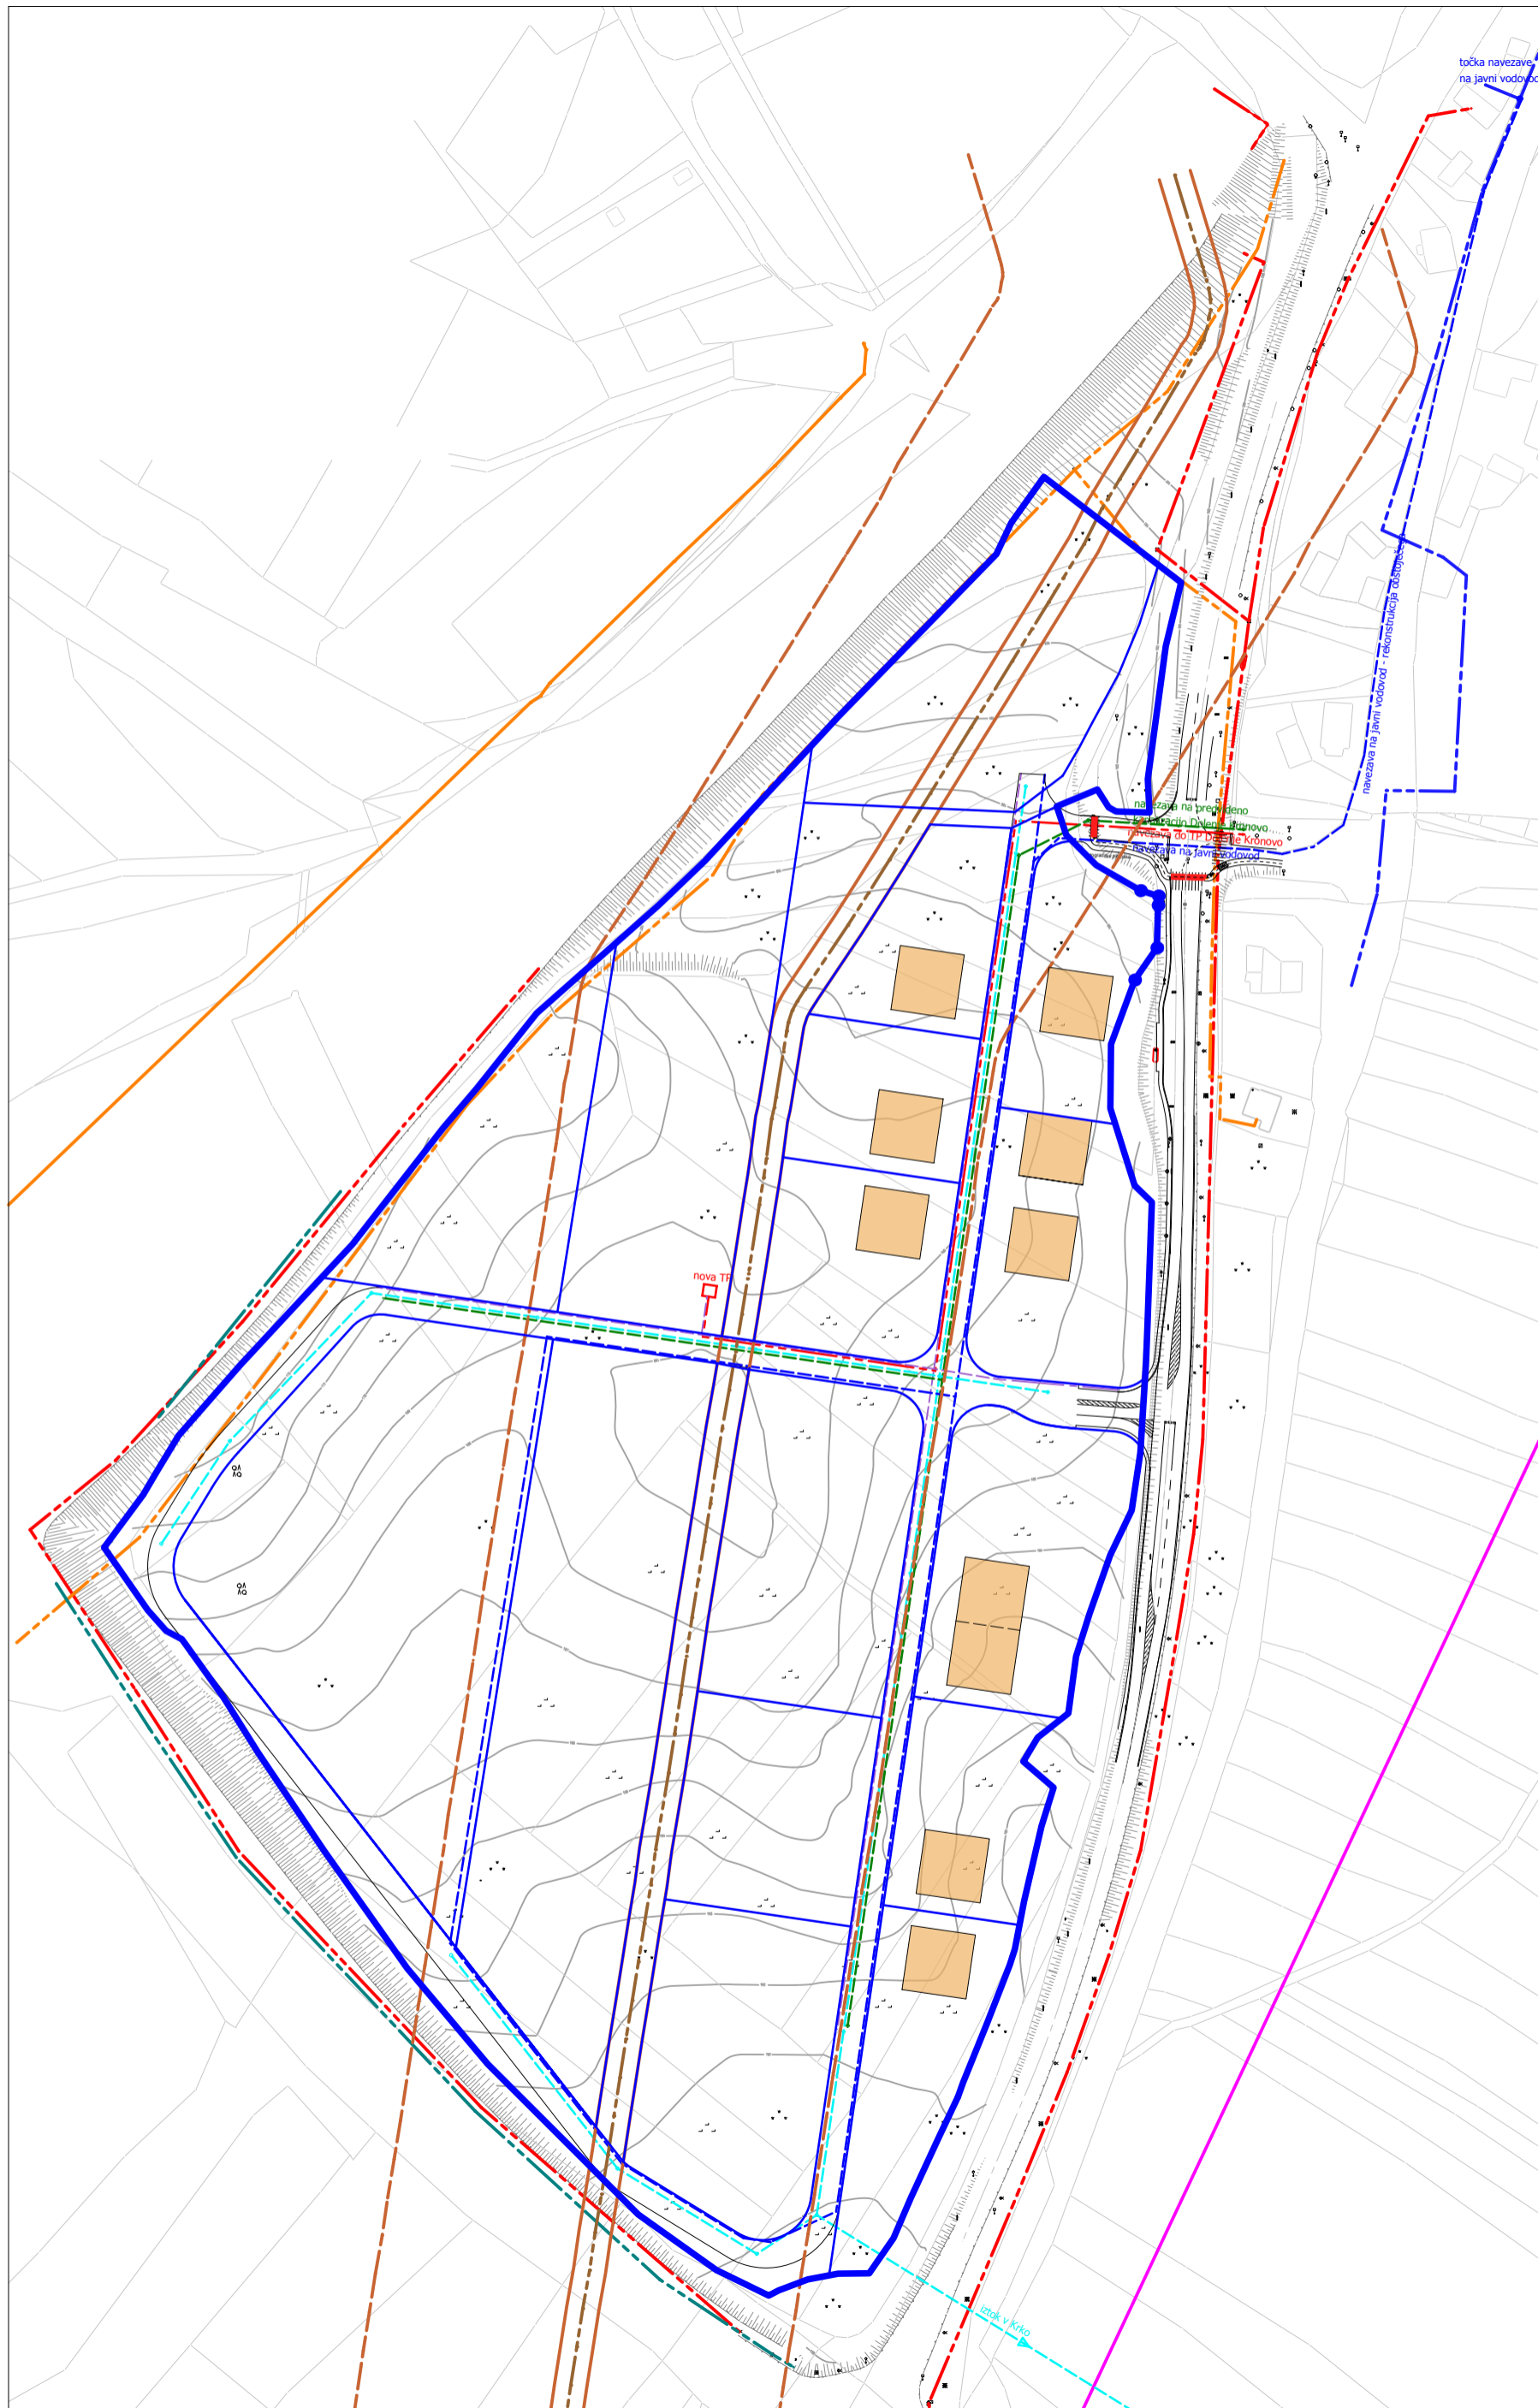 točka navezave
na javni vodovod
navezava na javni vodovod - rekonstrukcija obstoječega
navezava na predvideno
kanalizacijo Dolenje Kronovo
navezava do TP Dolenje Kronovo
navezava na javni vodovod
nova TP
iztok v Krko